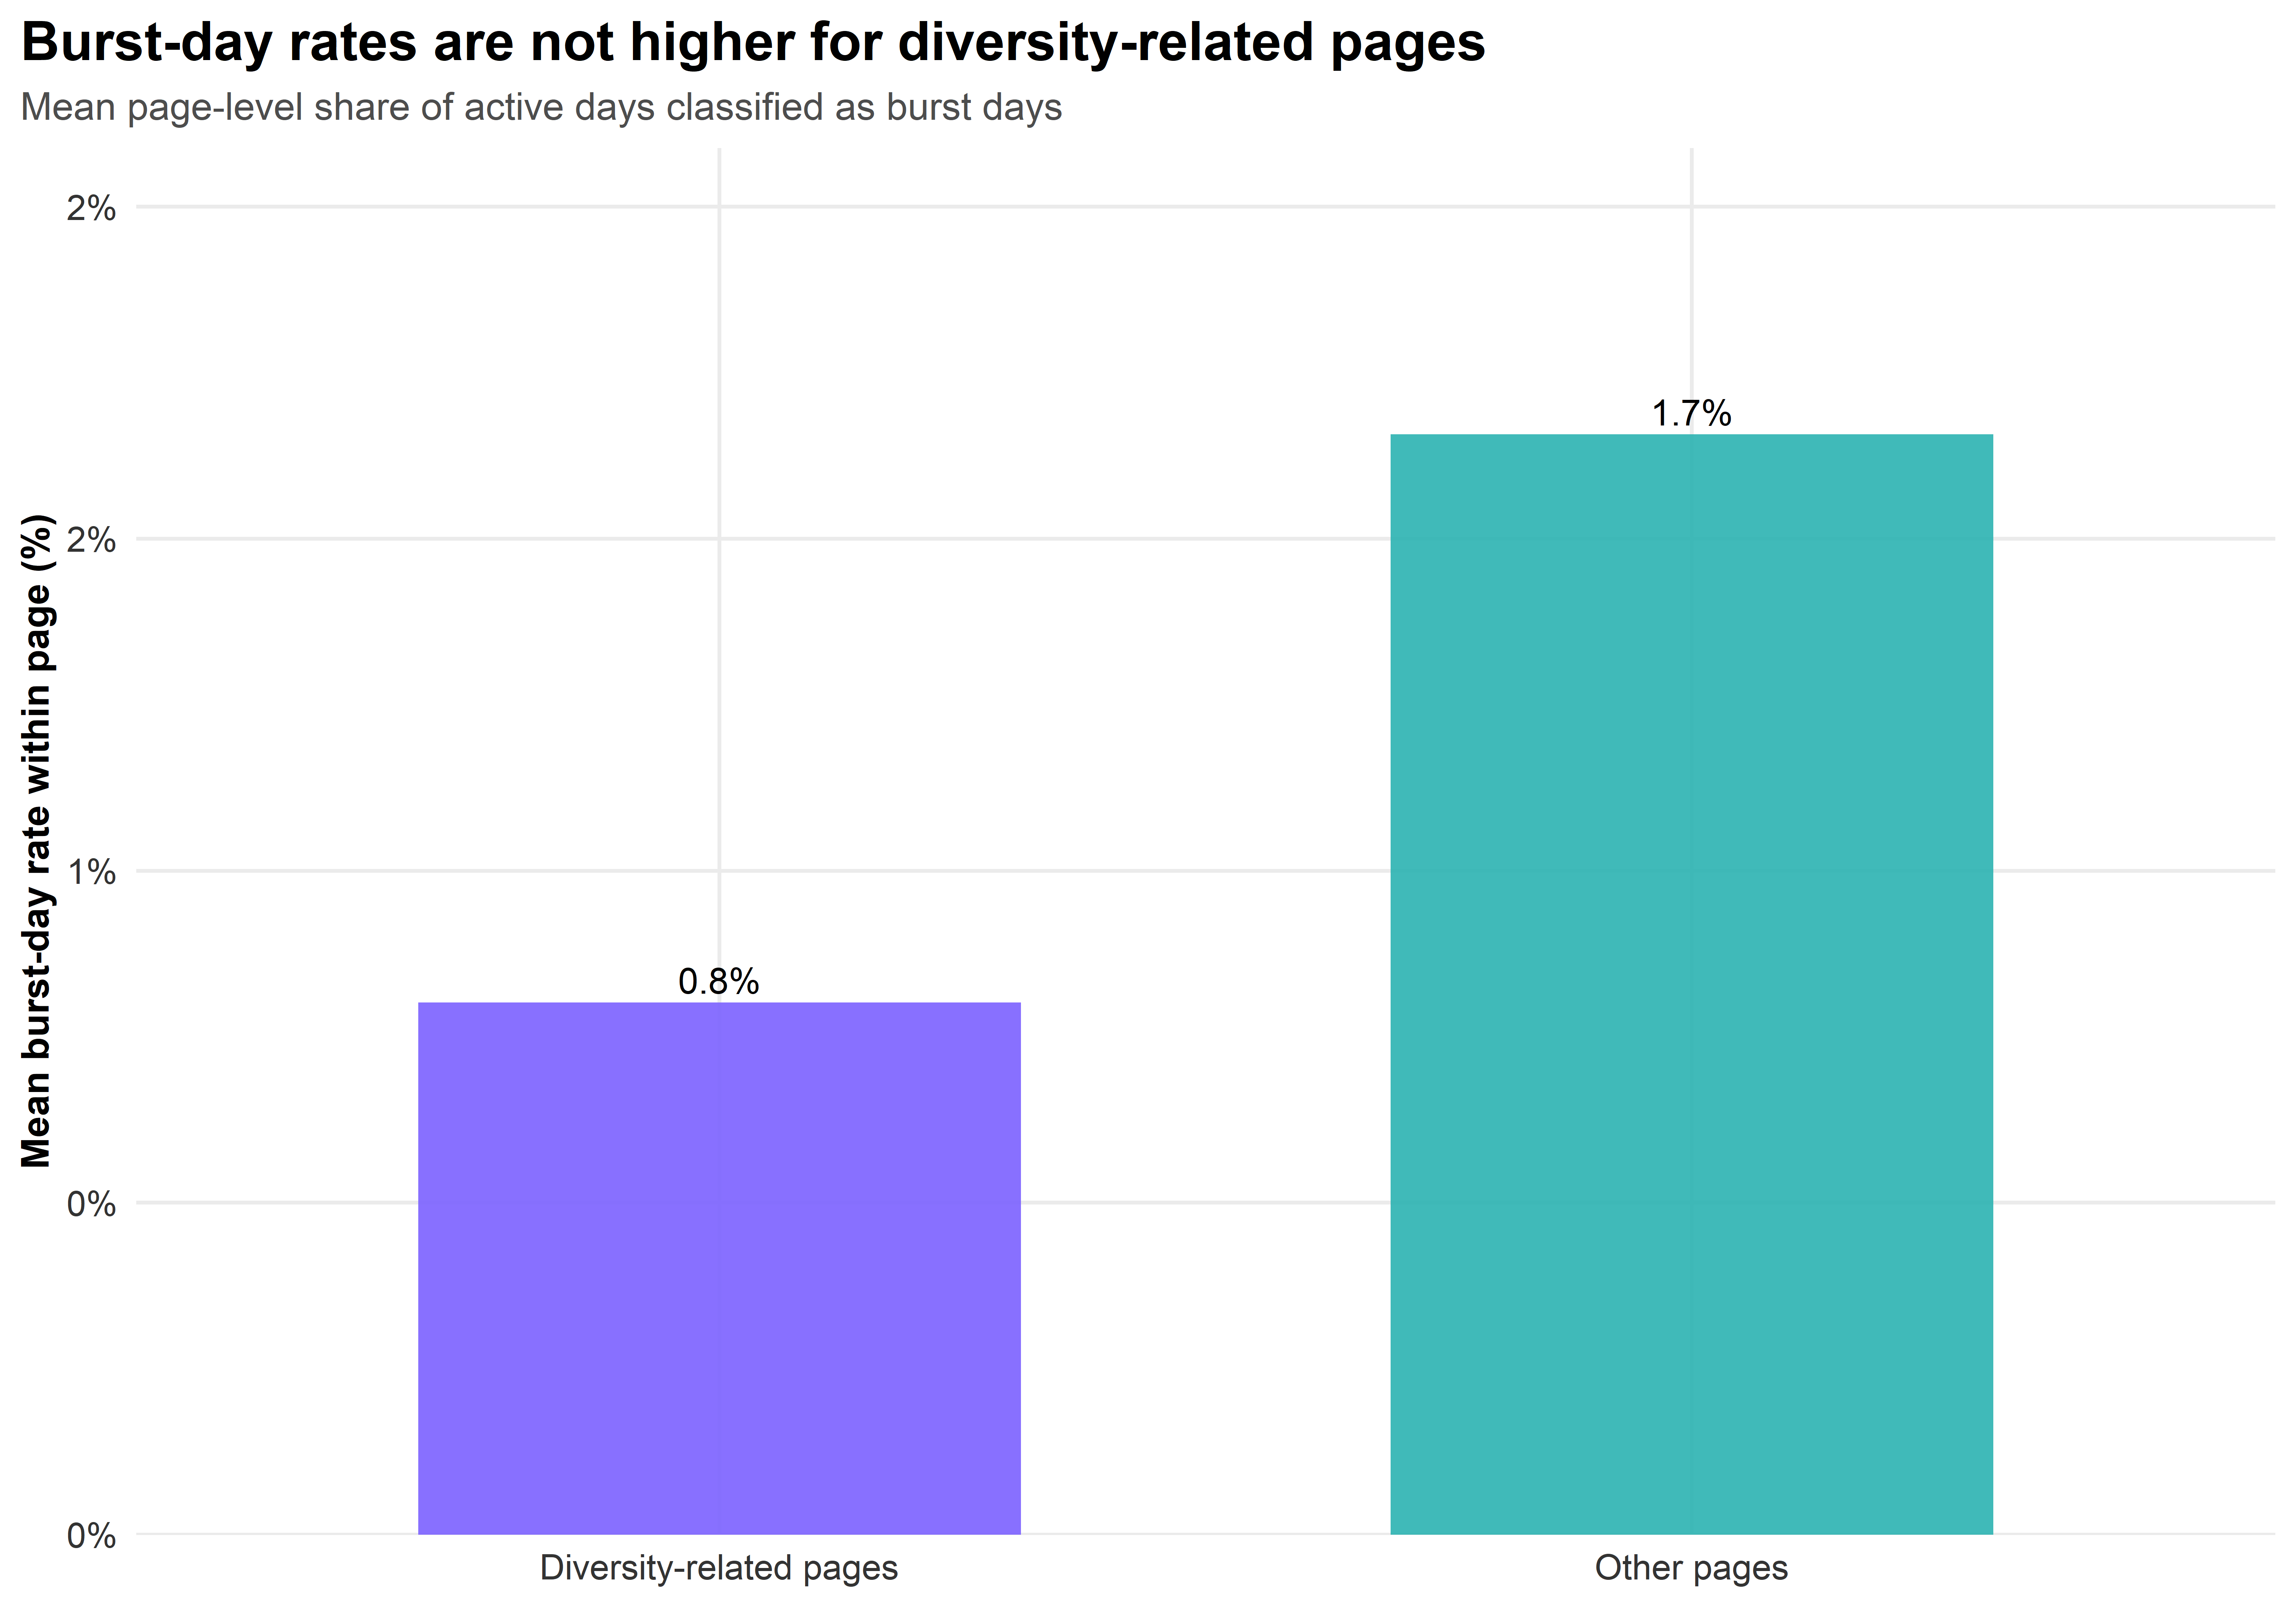 Burst-day rates are not higher for diversity-related pages
Mean page-level share of active days classified as burst days
Mean burst-day rate within page (%)
2%
2%
1%
0%
0%
0.8%
1.7%
Diversity-related pages
Other pages